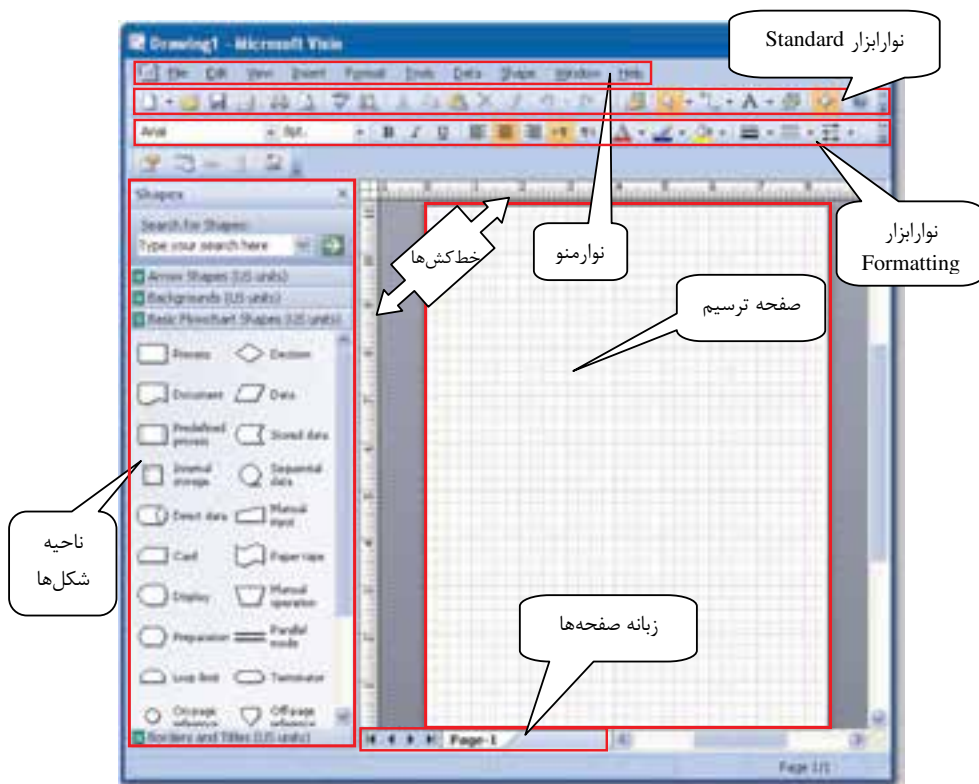 Drawing1 - Microsoft Visio
نوارابزار Standard
File Edit View Insert Format Tools Data Shape Window Help
Arial 8pt.
B I U
Shapes
Search for Shapes:
Type your search here
Arrow Shapes (US units)
Backgrounds (US units)
Basic Flowchart Shapes (US units)
Process Decision
Document Data
Predefined process Stored data
Internal storage Sequential data
Direct data Manual input
Card Paper tape
Display Manual operation
Preparation Parallel mode
Loop limit Terminator
On-page reference Off-page reference
Borders and Titles (US units)
خط‌کش‌ها
نوارمنو
نوارابزار
Formatting
صفحه ترسیم
ناحیه
شکل‌ها
زبانه صفحه‌ها
Page-1
Page 1/1